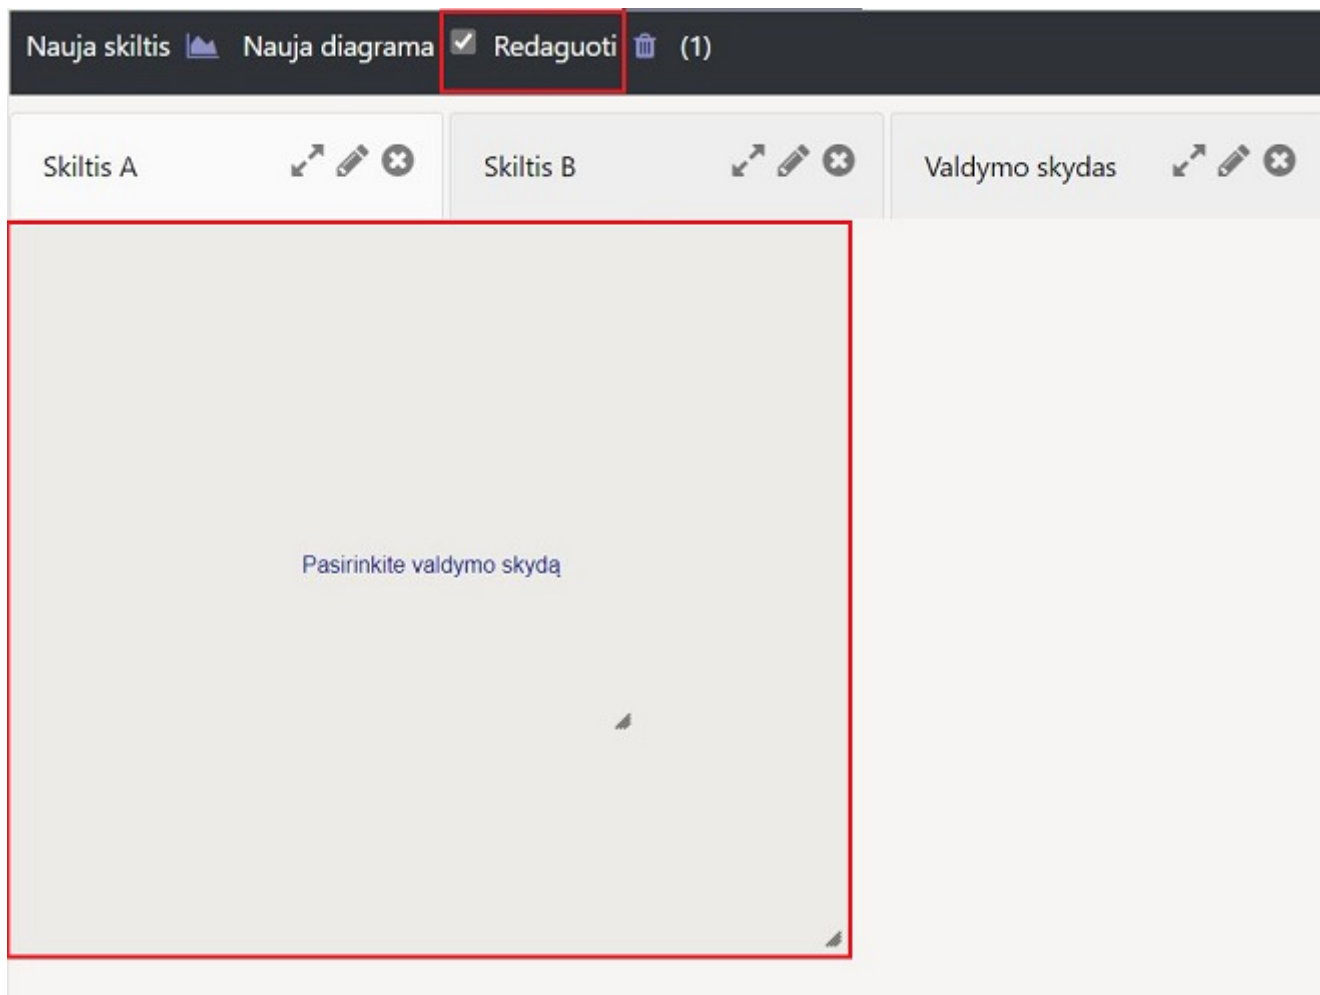 Nauja skiltis Nauja diagrama Redaguoti (1)
Skiltis A Skiltis B Valdymo skydas
Pasirinkite valdymo skydą